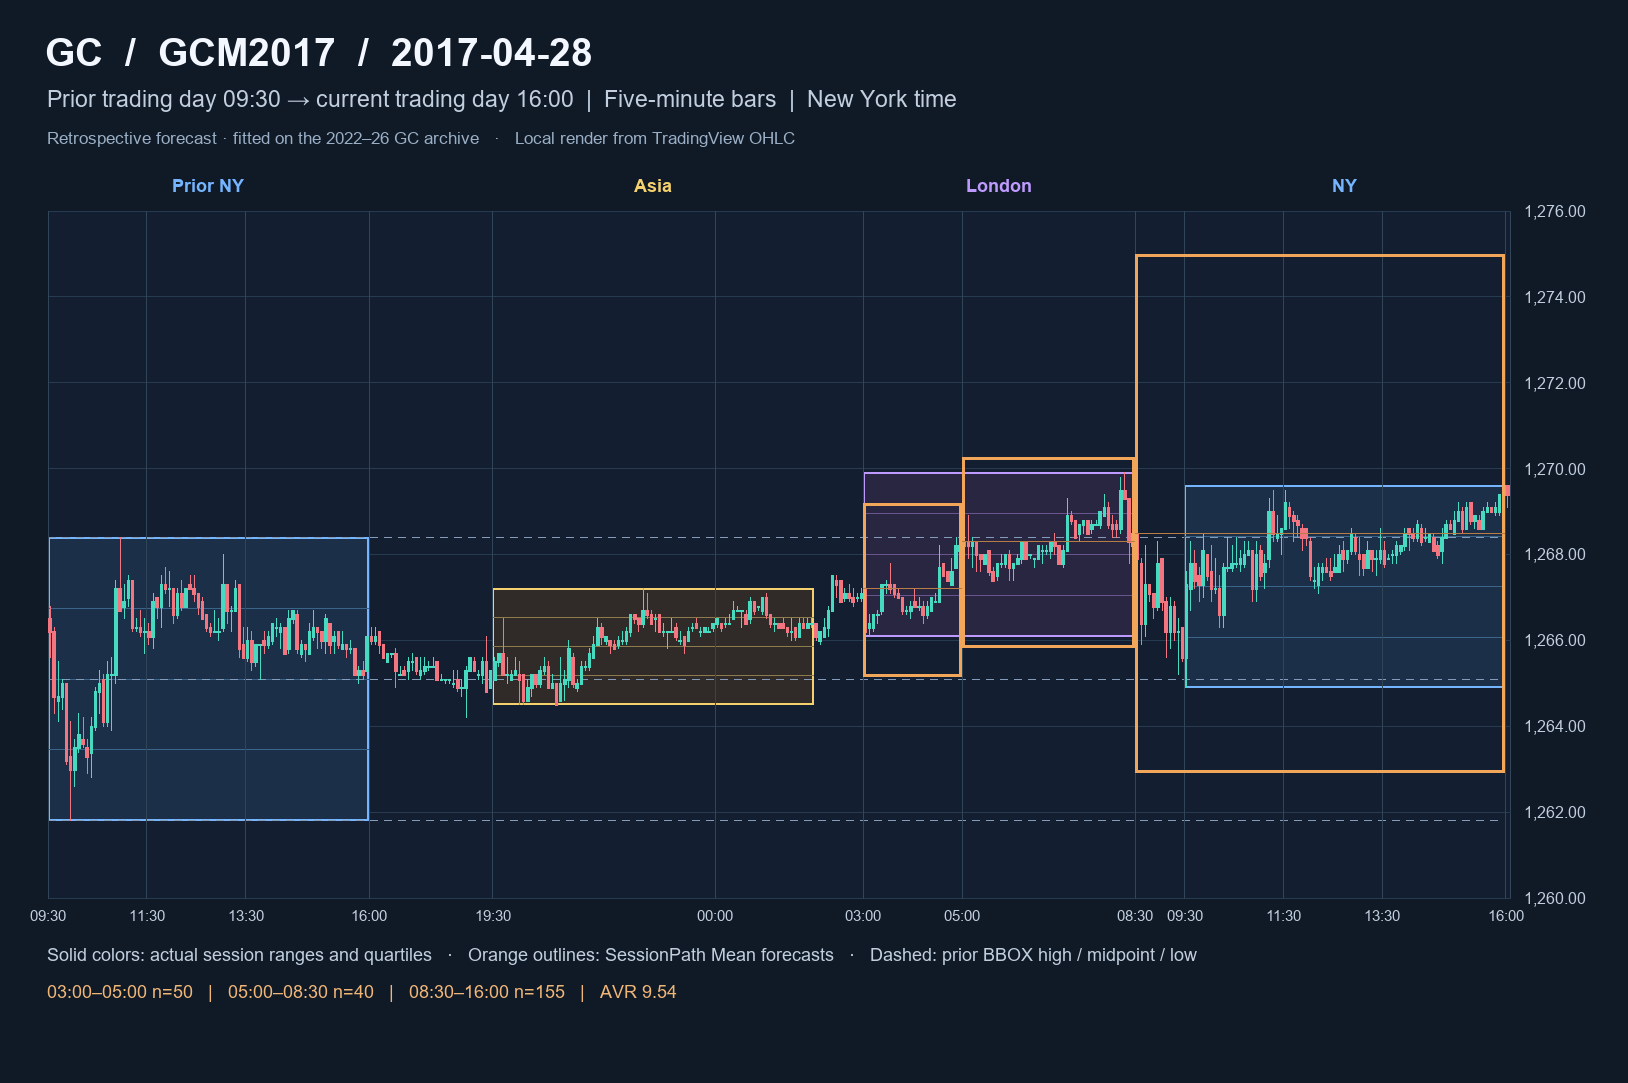 GC / GCM2017 / 2017-04-28
Prior trading day 09:30 → current trading day 16:00 | Five-minute bars | New York time
Retrospective forecast · fitted on the 2022–26 GC archive · Local render from TradingView OHLC
Prior NY Asia London NY
1,276.00
1,274.00
1,272.00
1,270.00
1,268.00
1,266.00
1,264.00
1,262.00
1,260.00
09:30 11:30 13:30 16:00 19:30 00:00 03:00 05:00 08:30 09:30 11:30 13:30 16:00
Solid colors: actual session ranges and quartiles · Orange outlines: SessionPath Mean forecasts · Dashed: prior BBOX high / midpoint / low
03:00–05:00 n=50 | 05:00–08:30 n=40 | 08:30–16:00 n=155 | AVR 9.54